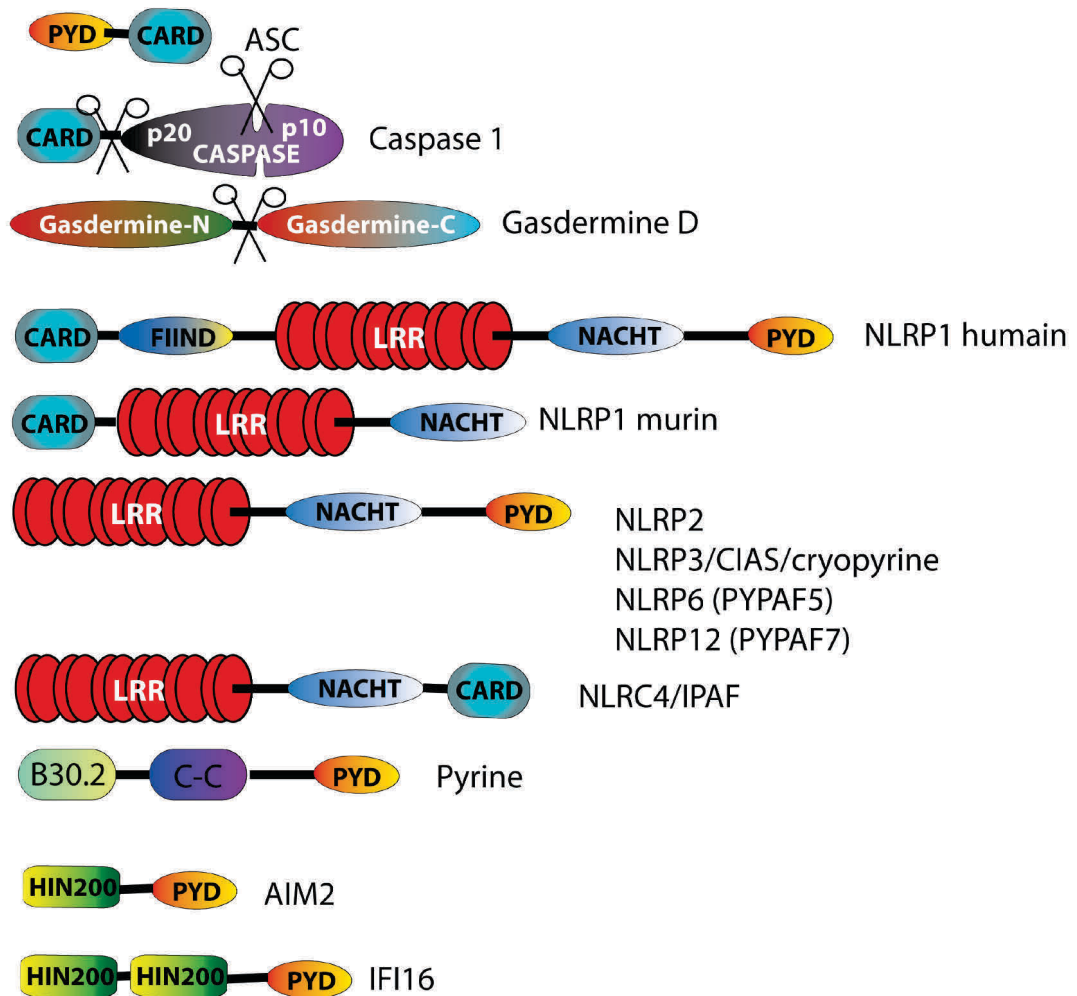 PYD CARD ASC
CARD p20 p10 CASPASE Caspase 1
Gasdermine-N Gasdermine-C Gasdermine D
CARD FIIND LRR NACHT PYD NLRP1 humain
CARD LRR NACHT NLRP1 murin
LRR NACHT PYD
NLRP2
NLRP3/CIAS/cryopyrine
NLRP6 (PYPAF5)
NLRP12 (PYPAF7)
LRR NACHT CARD NLRC4/IPAF
B30.2 C-C PYD Pyrine
HIN200 PYD AIM2
HIN200 HIN200 PYD IFI16